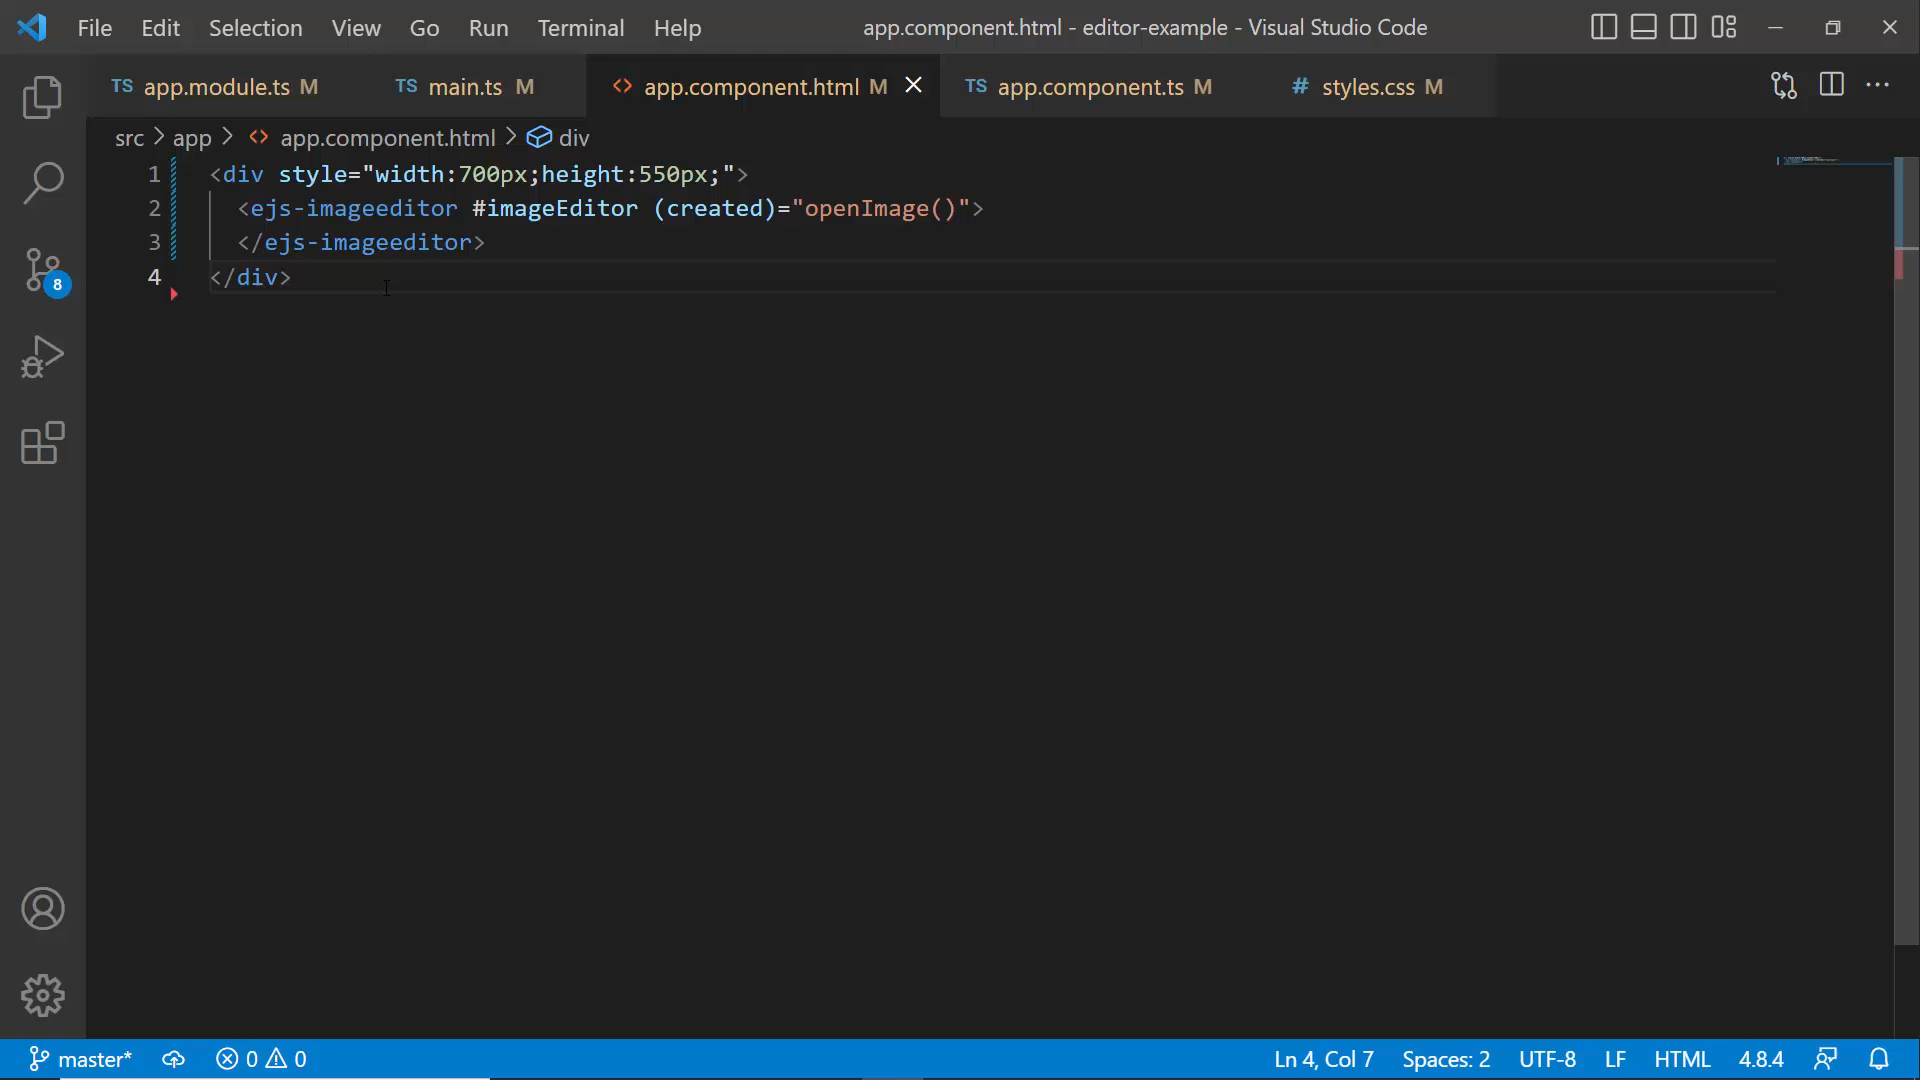 File Edit Selection View Go Run Terminal Help app.component.html - editor-example - Visual Studio Code
TS app.module.ts M TS main.ts M <> app.component.html M TS app.component.ts M # styles.css M
src > app > <> app.component.html > div
1 <div style="width:700px;height:550px;">
2 <ejs-imageeditor #imageEditor (created)="openImage()">
3 </ejs-imageeditor>
4 </div>
8
master* 0 0 Ln 4, Col 7 Spaces: 2 UTF-8 LF HTML 4.8.4